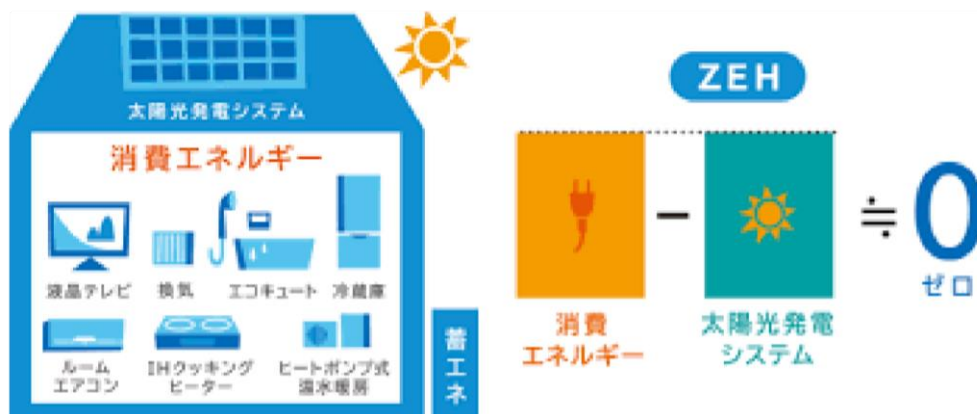 太陽光発電システム
消費エネルギー
液晶テレビ
換気
エコキュート
冷蔵庫
ルーム
エアコン
IHクッキング
ヒーター
ヒートポンプ式
温水暖房
蓄エネ
ZEH
－
≒
0
ゼロ
消費
エネルギー
太陽光発電
システム